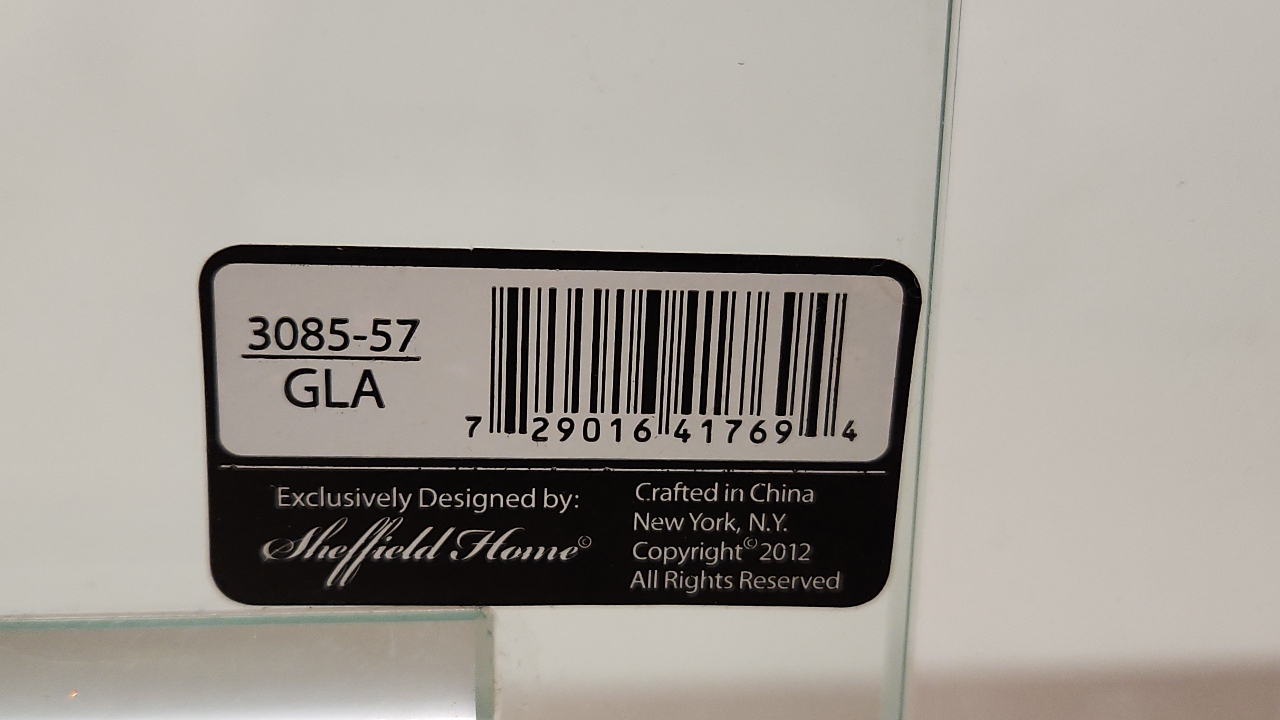 3085-57
GLA
7 29016 41769 4
Exclusively Designed by:
Sheffield Home©
Crafted in China
New York, N.Y.
Copyright© 2012
All Rights Reserved